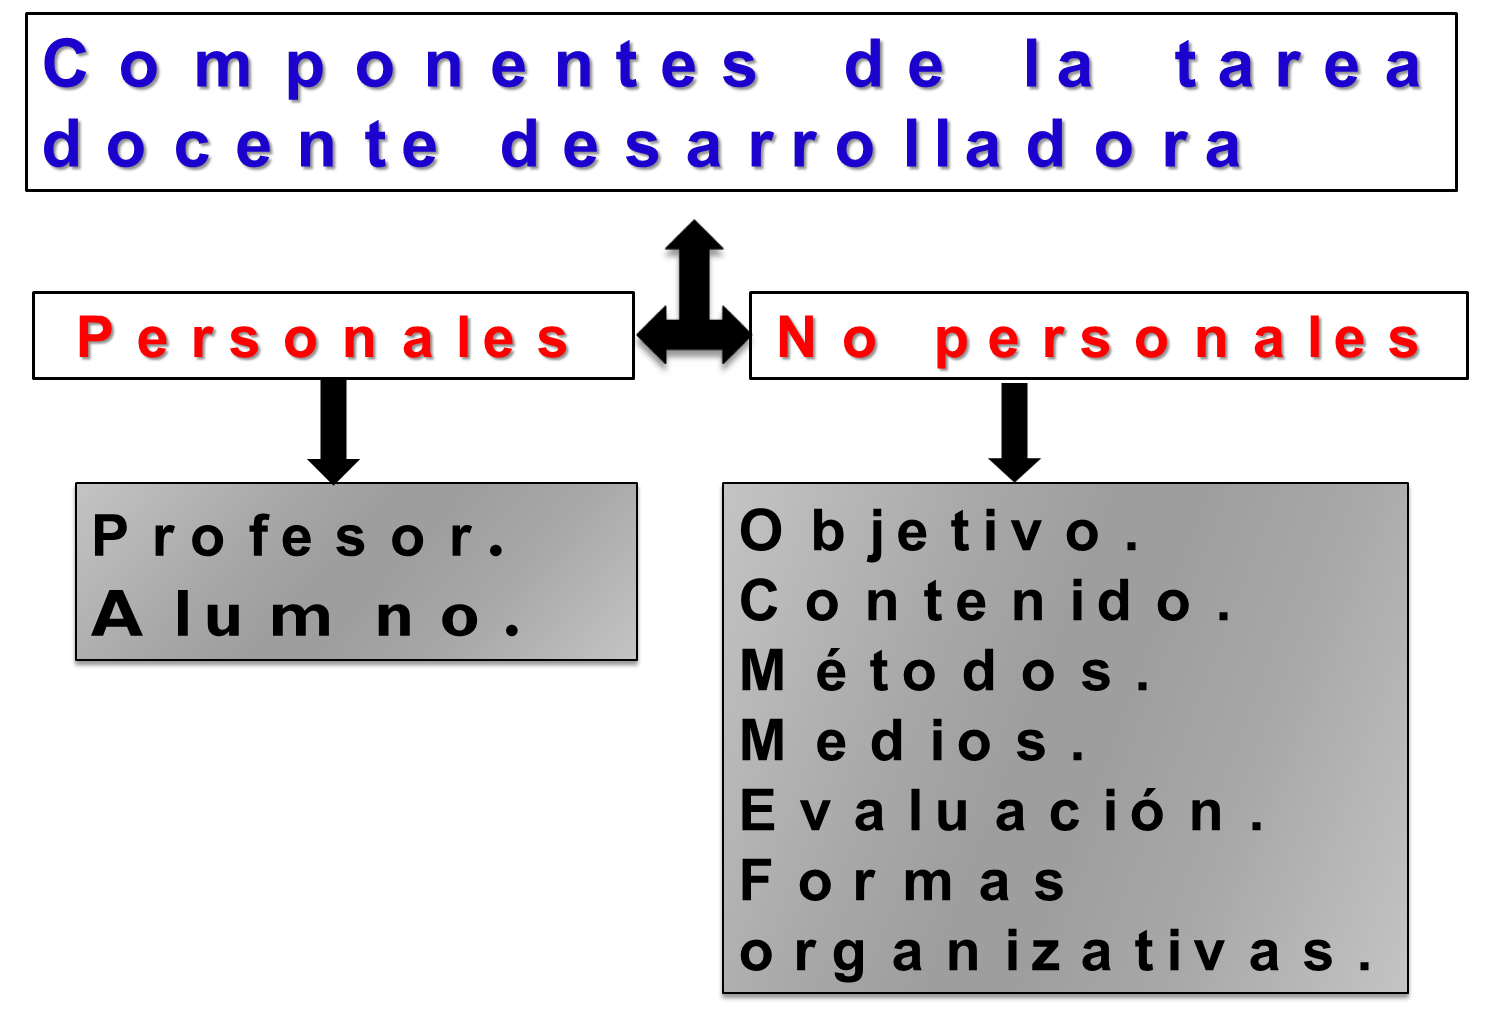 Componentes de la tarea
docente desarrolladora
Personales
No personales
Profesor.
Alumno.
Objetivo.
Contenido.
Métodos.
Medios.
Evaluación.
Formas
organizativas.